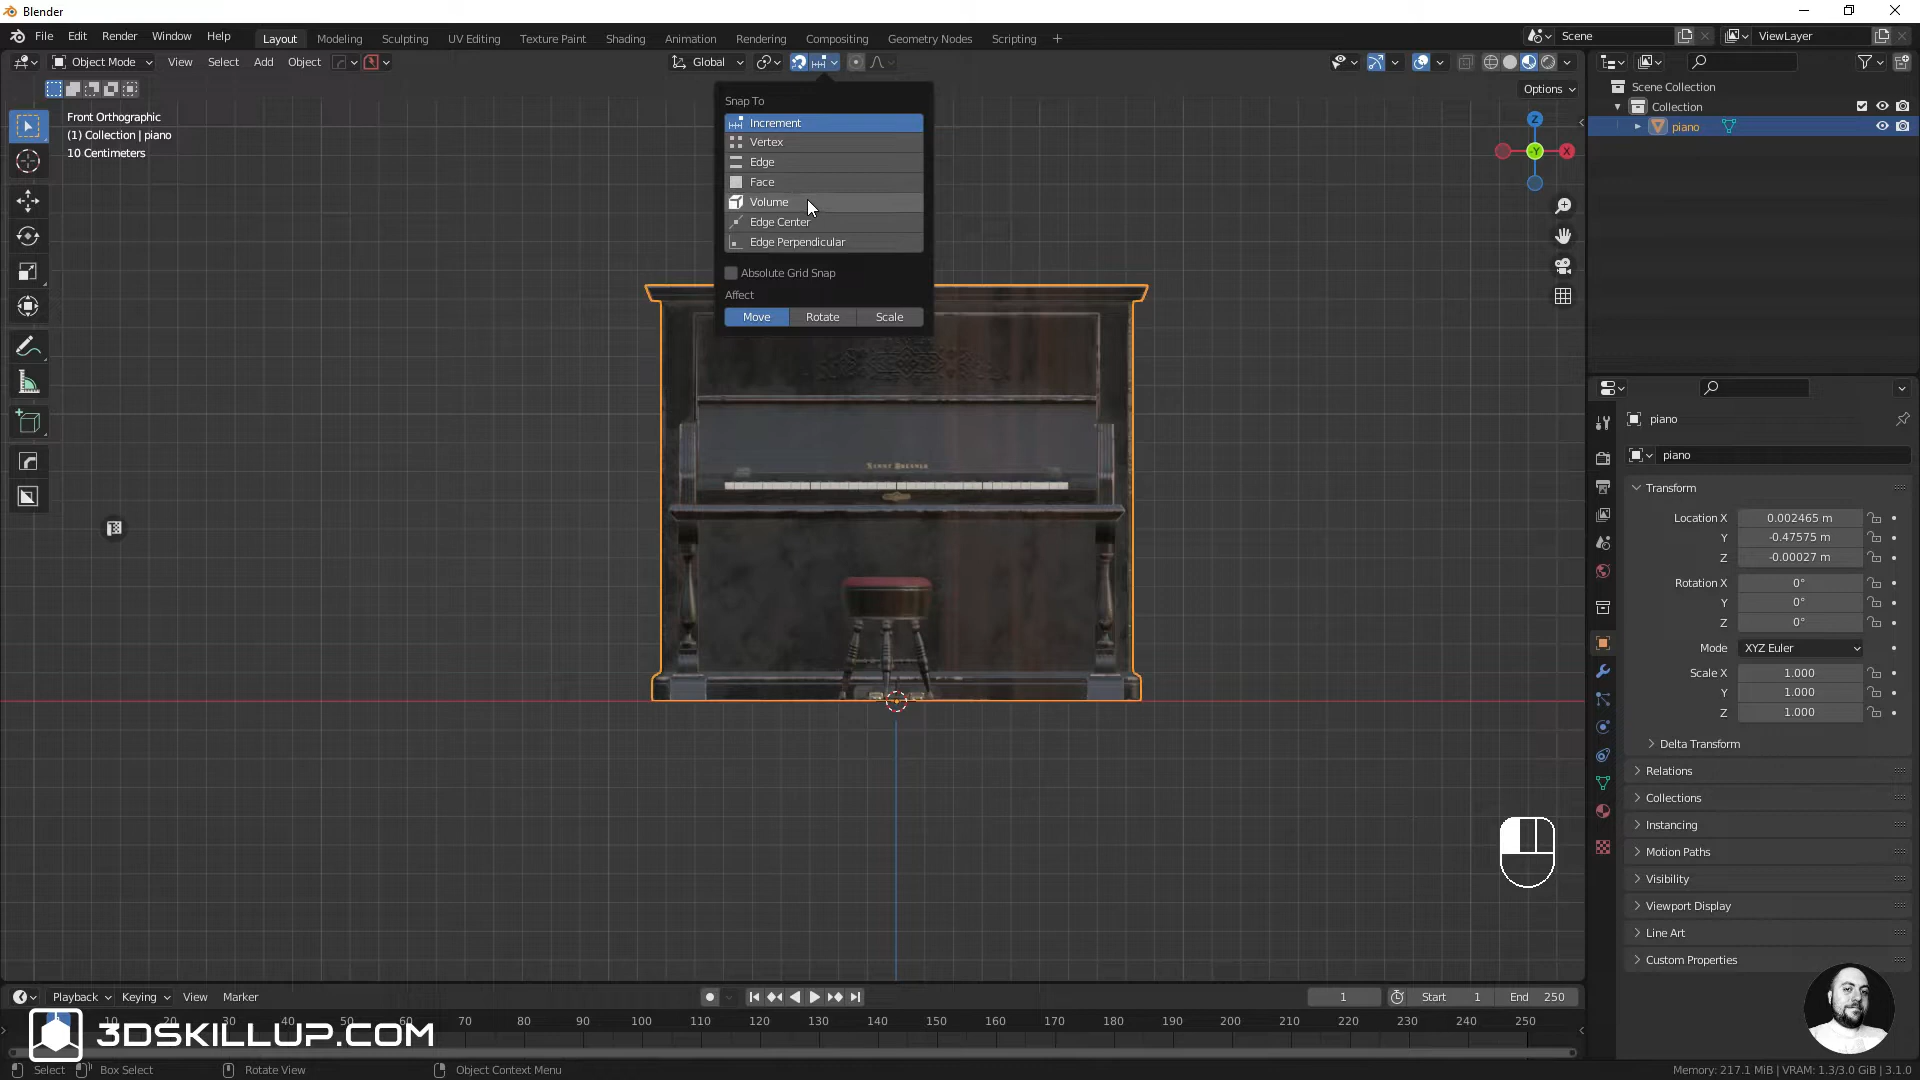 Blender
File Edit Render Window Help Layout Modeling Sculpting UV Editing Texture Paint Shading Animation Rendering Compositing Geometry Nodes Scripting Scene ViewLayer
Object Mode View Select Add Object Global
Options
Front Orthographic
(1) Collection | piano
10 Centimeters
Snap To
Increment
Vertex
Edge
Face
Volume
Edge Center
Edge Perpendicular
Absolute Grid Snap
Affect
Move Rotate Scale
Z
-Y
X
Scene Collection
Collection
piano
piano
piano
Transform
Location X 0.002465 m
Y -0.47575 m
Z -0.00027 m
Rotation X 0°
Y 0°
Z 0°
Mode XYZ Euler
Scale X 1.000
Y 1.000
Z 1.000
Delta Transform
Relations
Collections
Instancing
Motion Paths
Visibility
Viewport Display
Line Art
Custom Properties
Playback Keying View Marker 1 Start 1 End 250
10 20 30 40 50 60 70 80 90 100 110 120 130 140 150 160 170 180 190 200 210 220 230 240 250
3DSKILLUP.COM
Select Box Select Rotate View Object Context Menu Memory: 217.1 MiB | VRAM: 1.3/3.0 GiB | 3.1.0